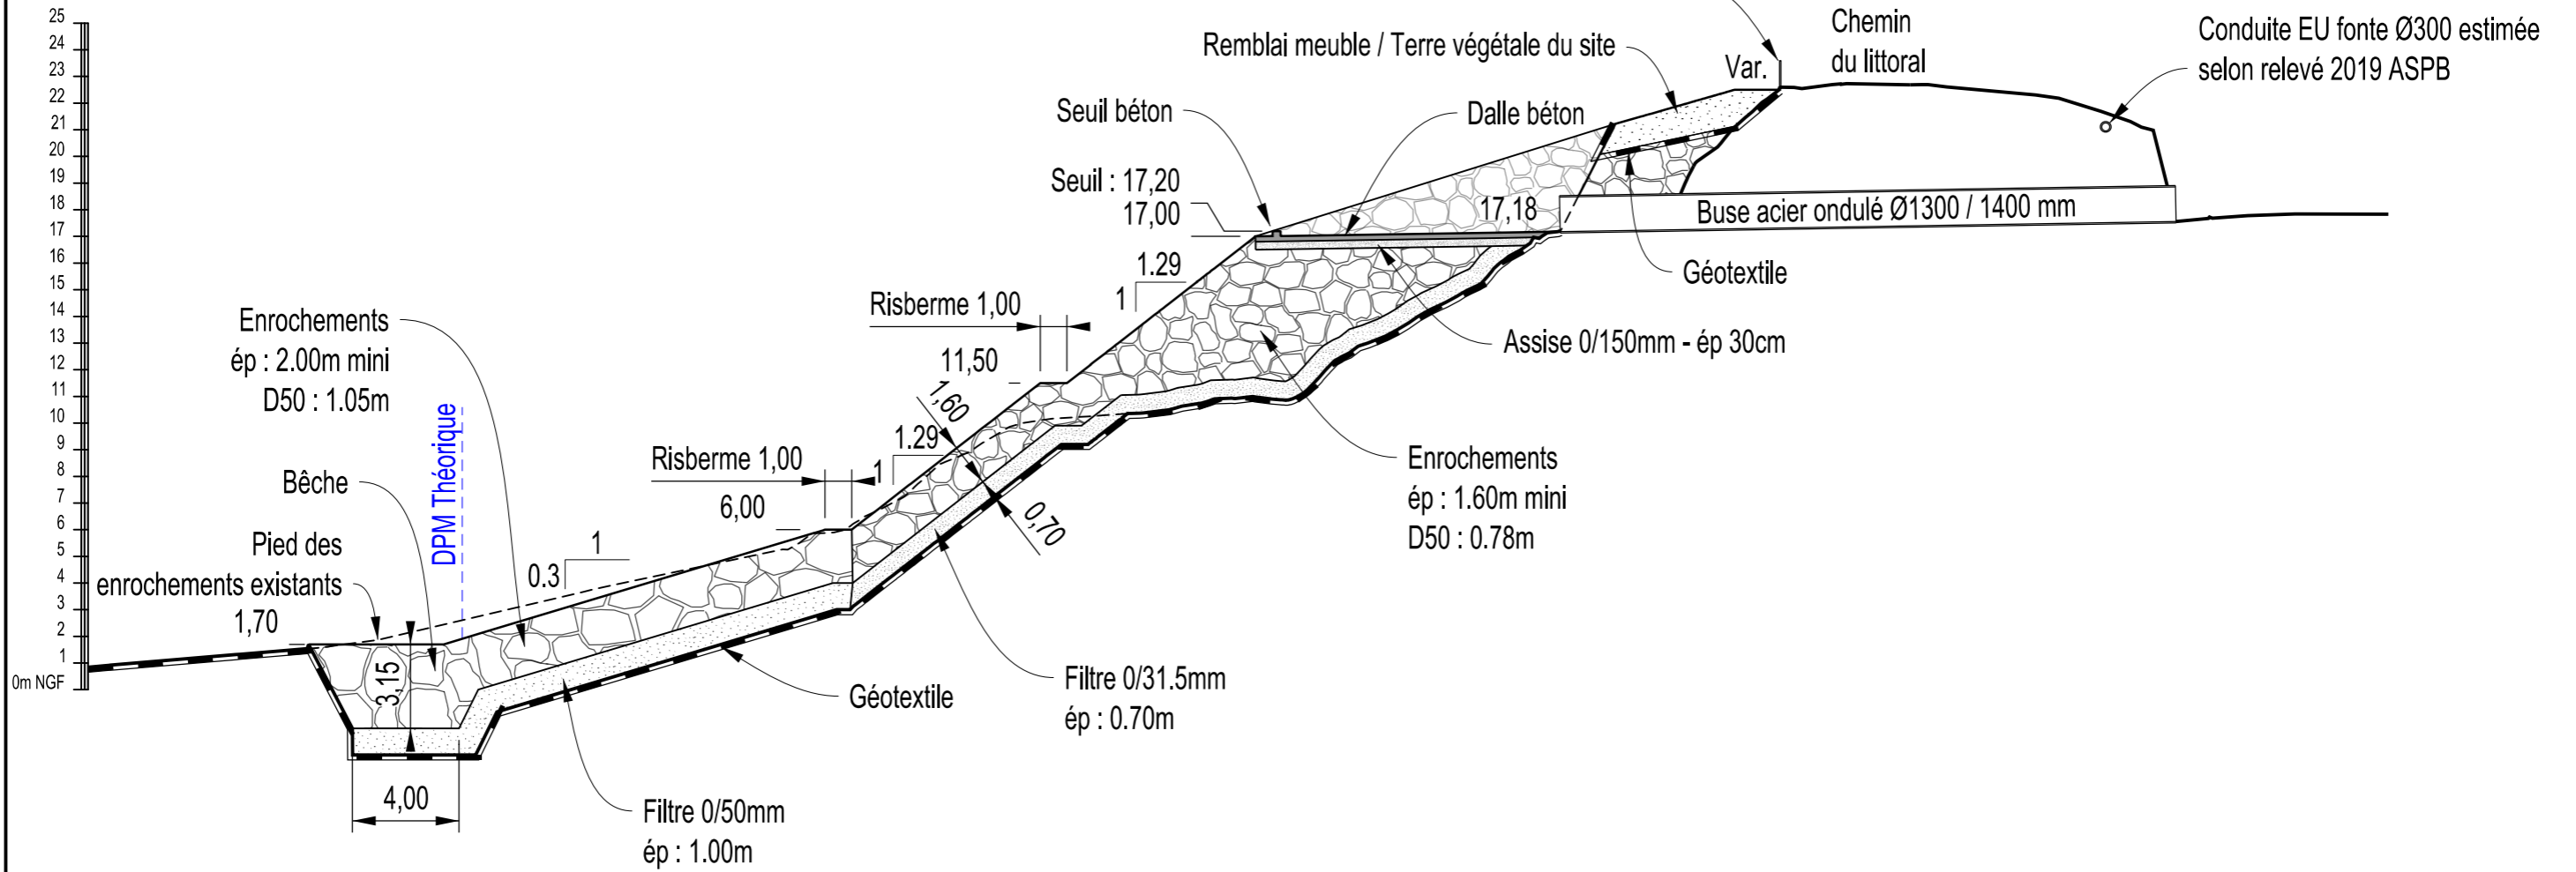 25
24
23
22
21
20
19
18
17
16
15
14
13
12
11
10
9
8
7
6
5
4
3
2
1
0m NGF
Remblai meuble / Terre végétale du site
Var.
Chemin
du littoral
Conduite EU fonte Ø300 estimée
selon relevé 2019 ASPB
Seuil béton
Dalle béton
Seuil : 17,20
17,00
17,18
Buse acier ondulé Ø1300 / 1400 mm
Géotextile
1.29
1
Risberme 1,00
11,50
Assise 0/150mm - ép 30cm
Enrochements
ép : 2.00m mini
D50 : 1.05m
DPM Théorique
1,60
1.29
1
Risberme 1,00
6,00
0,70
Enrochements
ép : 1.60m mini
D50 : 0.78m
Bêche
Pied des
enrochements existants
1,70
1
0.3
3,15
Géotextile
Filtre 0/31.5mm
ép : 0.70m
4,00
Filtre 0/50mm
ép : 1.00m